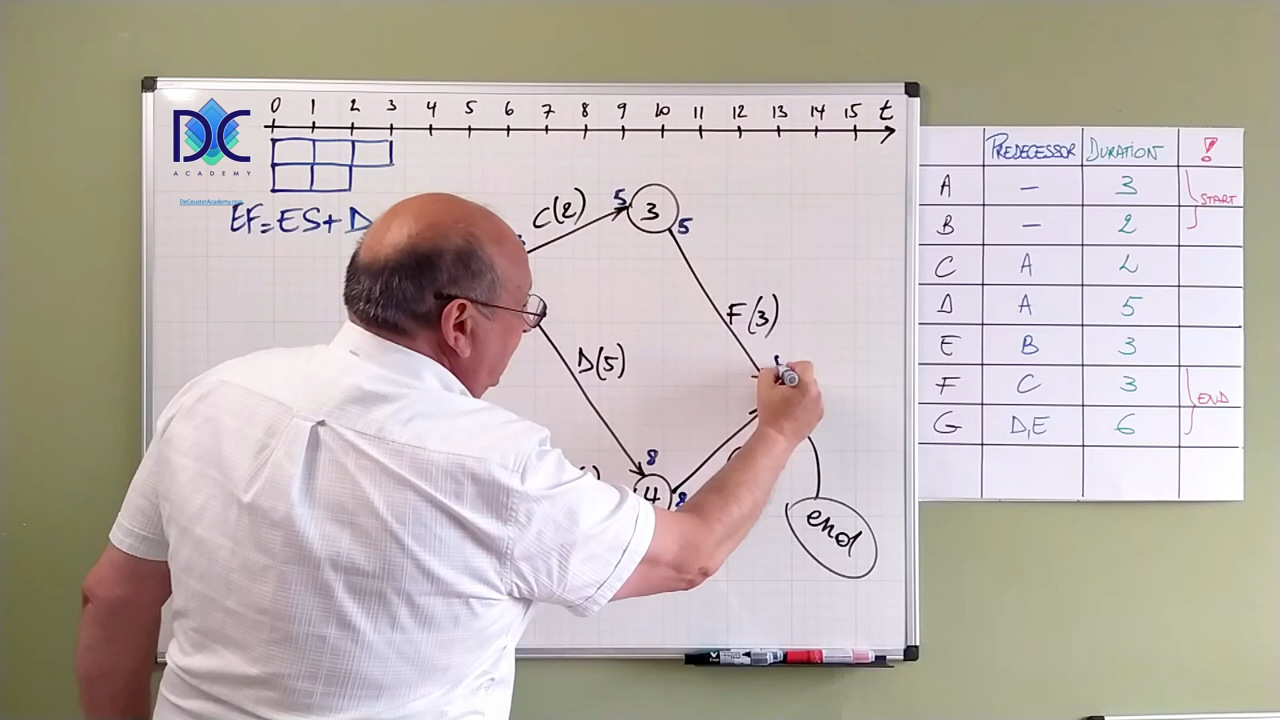 0 1 2 3 4 5 6 7 8 9 10 11 12 13 14 15 t
DC
ACADEMY
DeCeusterAcademy.com
EF=ES+D
C(2)
5
3
5
F(3)
D(5)
8
4
8
end
PREDECESSOR DURATION !
A – 3
B – 2
START
C A 2
D A 5
E B 3
F C 3
G D,E 6
END